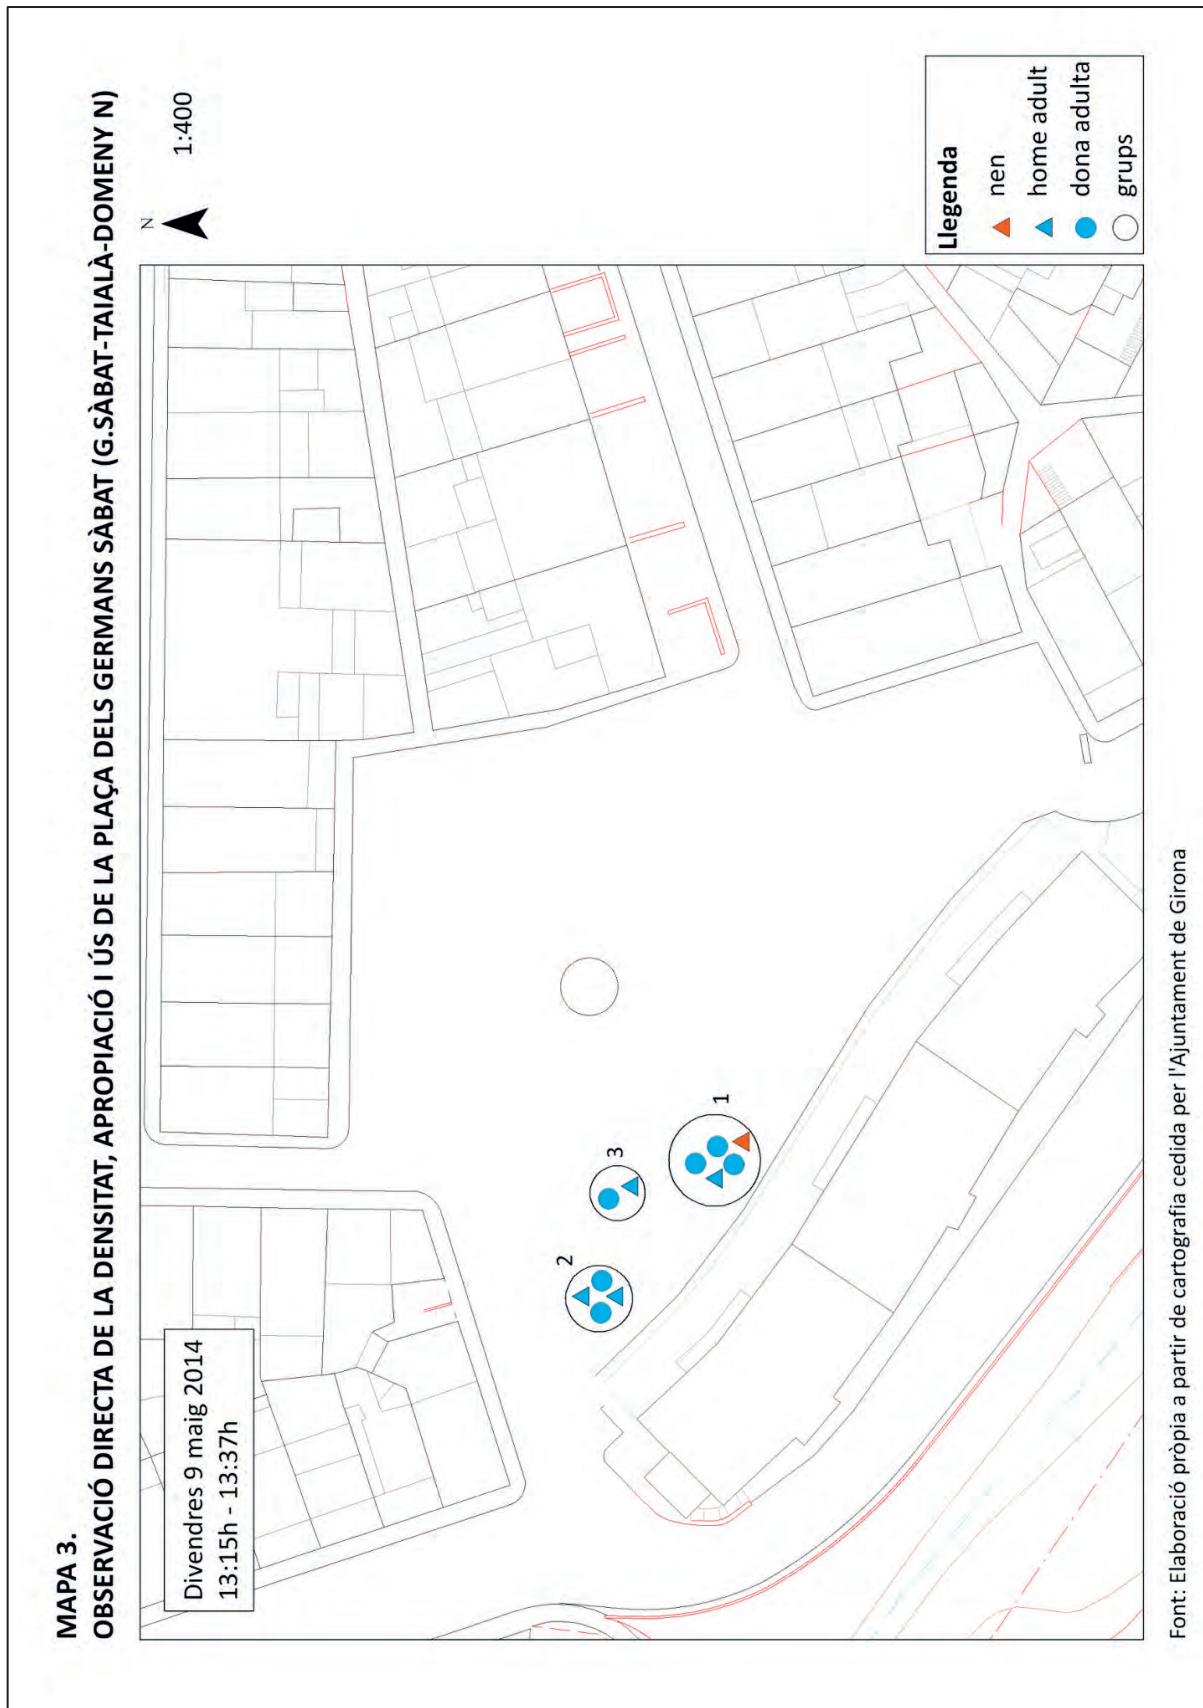 MAPA 3.
OBSERVACIÓ DIRECTA DE LA DENSITAT, APROPIACIÓ I ÚS DE LA PLAÇA DELS GERMANS SÀBAT (G.SÀBAT-TAIALÀ-DOMENY N)
N
1:400
Divendres 9 maig 2014
13:15h - 13:37h
2
3
1
Llegenda
nen
home adult
dona adulta
grups
Font: Elaboració pròpia a partir de cartografia cedida per l'Ajuntament de Girona